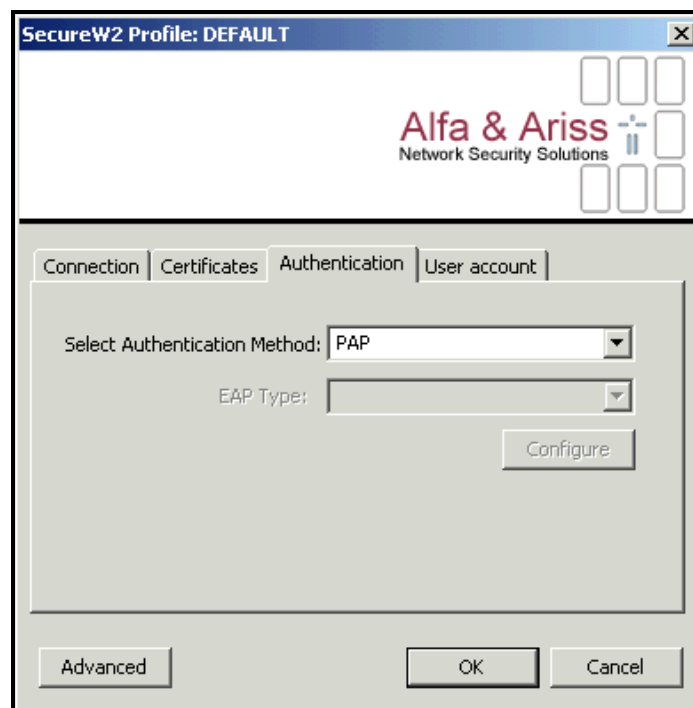 SecureW2 Profile: DEFAULT
Alfa & Ariss
Network Security Solutions
Connection Certificates Authentication User account
Select Authentication Method: PAP
EAP Type:
Configure
Advanced OK Cancel